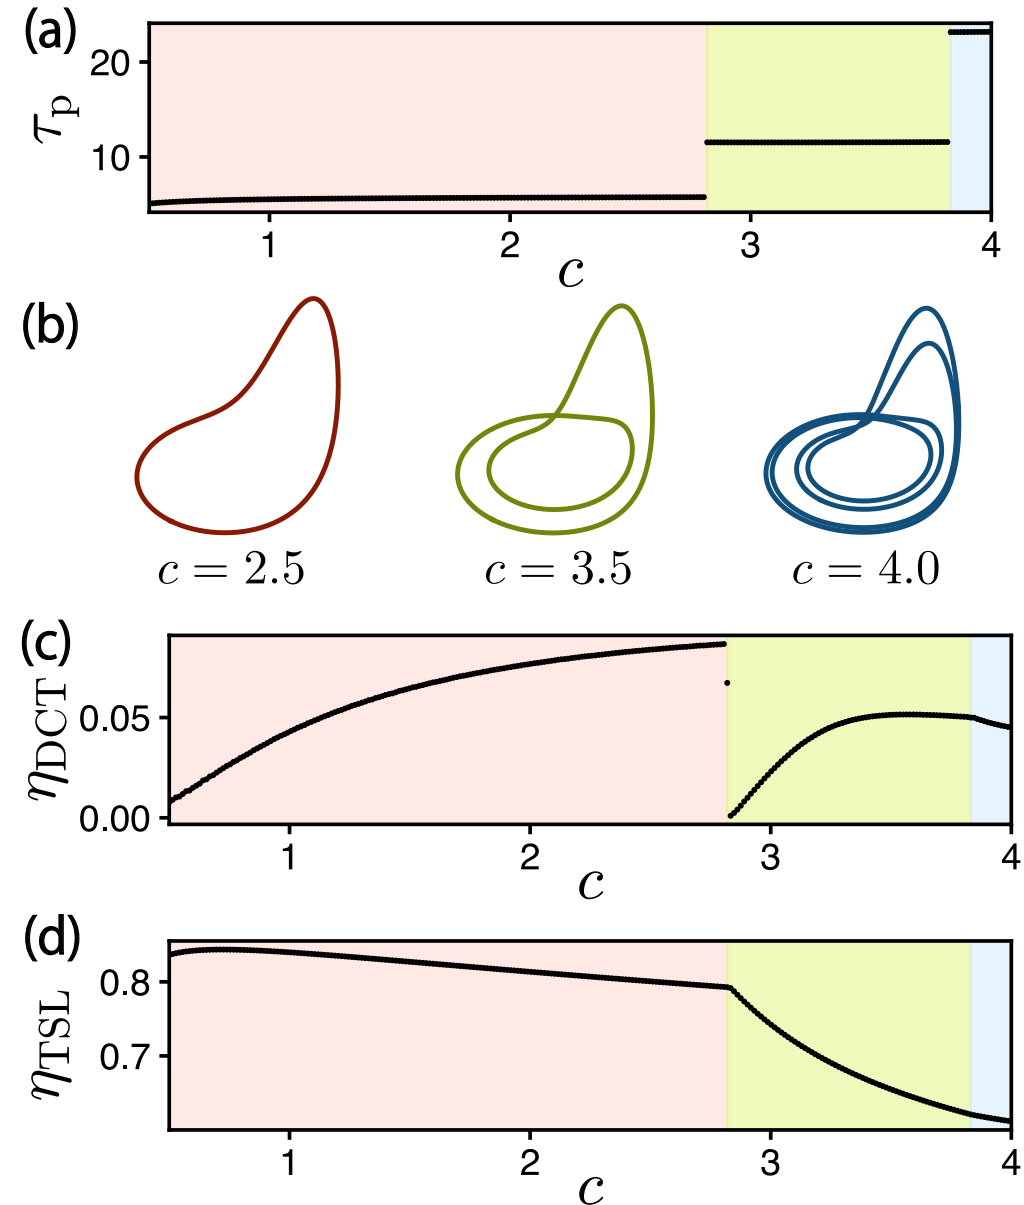 (a)
20
10
τp
1 2 3 4
c
(b)
c = 2.5 c = 3.5 c = 4.0
(c)
0.05
0.00
ηDCT
1 2 3 4
c
(d)
0.8
0.7
ηTSL
1 2 3 4
c